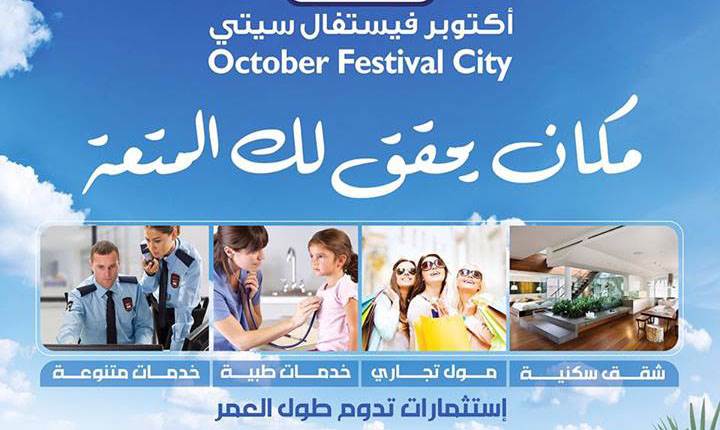 أكتوبر فيستفال سيتي
October Festival City
مكان يحقق لك المتعة
شقق سكنية
مول تجاري
خدمات طبية
خدمات متنوعة
إستثمارات تدوم طول العمر